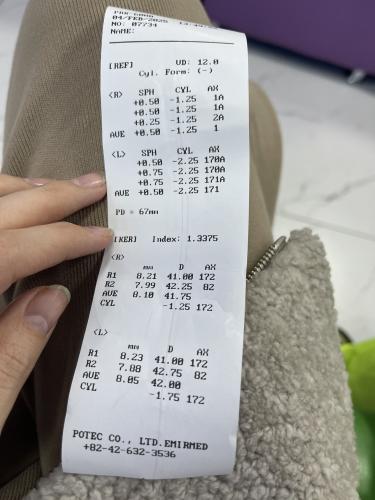 04/FEB/2025
NO: 07734
NAME:
[REF] VD: 12.0
Cyl. Form: (-)
<R> SPH CYL AX
+0.50 -1.25 1A
+0.50 -1.25 1A
+0.25 -1.25 2A
AVE +0.50 -1.25 1
<L> SPH CYL AX
+0.50 -2.25 170A
+0.75 -2.25 170A
+0.75 -2.25 171A
AVE +0.50 -2.25 171
PD = 67mm
[KER] Index: 1.3375
<R>
mm D AX
R1 8.21 41.00 172
R2 7.99 42.25 82
AVE 8.10 41.75
CYL -1.25 172
<L>
mm D AX
R1 8.23 41.00 172
R2 7.88 42.75 82
AVE 8.05 42.00
CYL -1.75 172
POTEC CO., LTD.EMIRMED
+82-42-632-3536